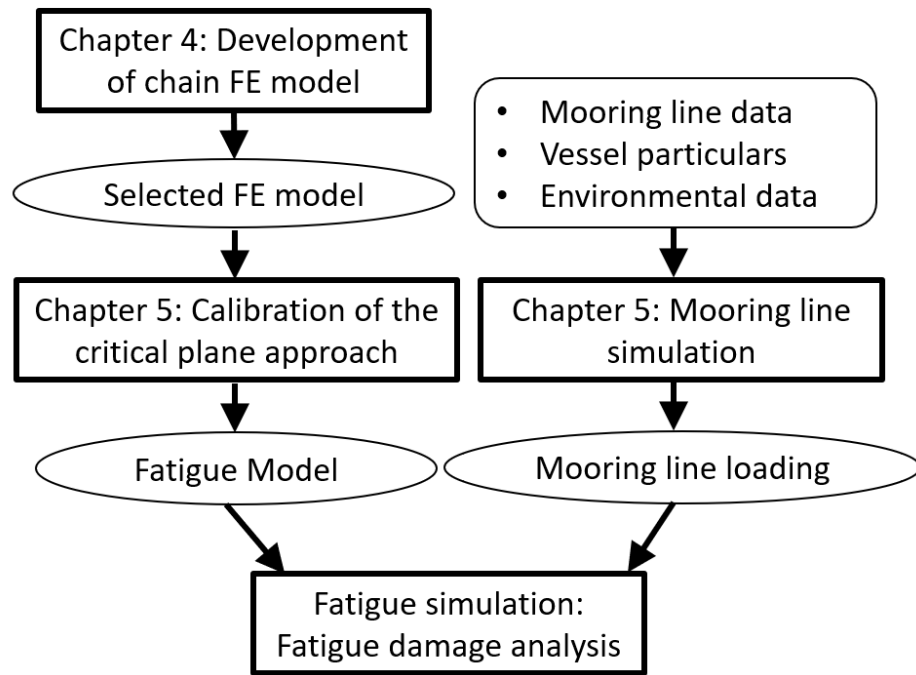 Chapter 4: Development
of chain FE model
• Mooring line data
• Vessel particulars
• Environmental data
Selected FE model
Chapter 5: Calibration of the
critical plane approach
Chapter 5: Mooring line
simulation
Fatigue Model
Mooring line loading
Fatigue simulation:
Fatigue damage analysis